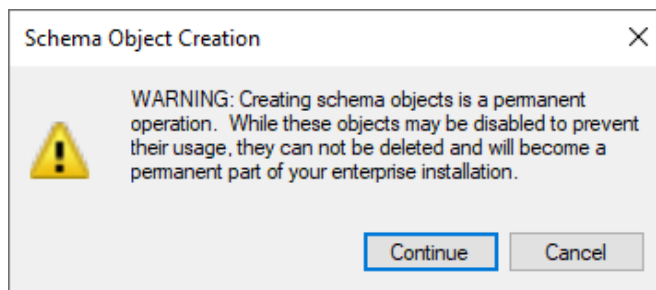 Schema Object Creation
WARNING: Creating schema objects is a permanent
operation.  While these objects may be disabled to prevent
their usage, they can not be deleted and will become a
permanent part of your enterprise installation.
Continue
Cancel